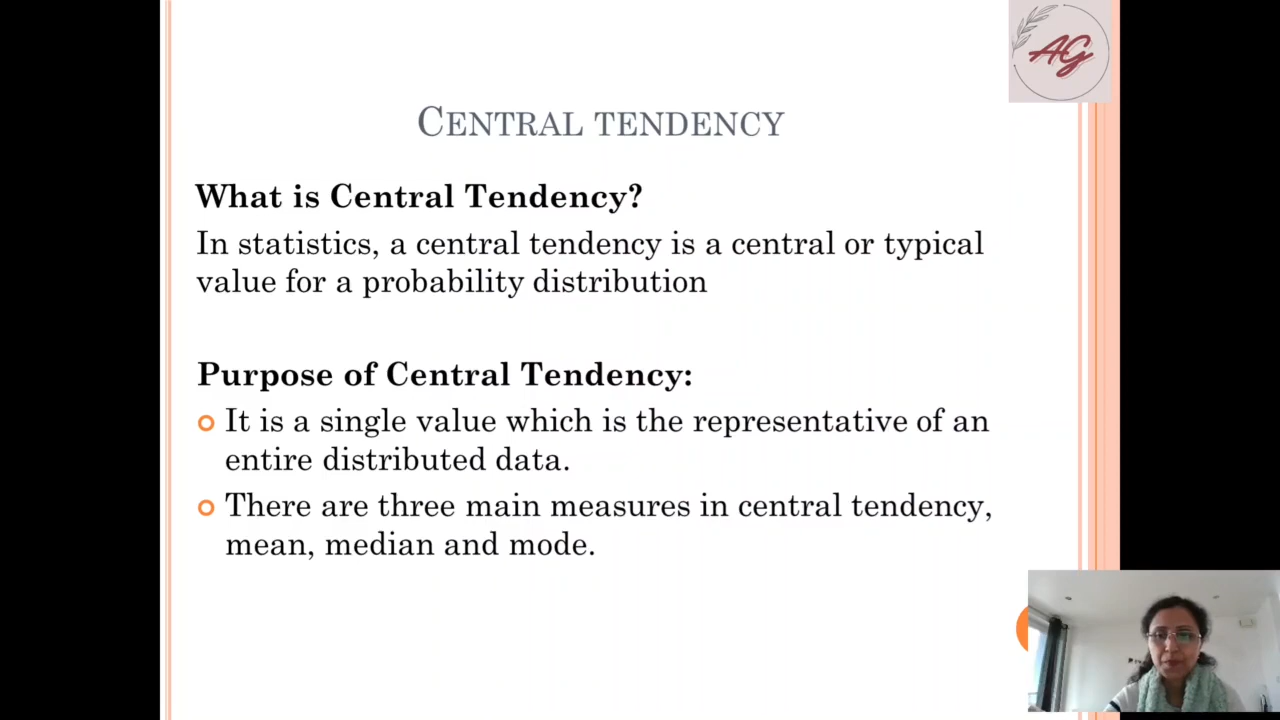 AG
CENTRAL TENDENCY
What is Central Tendency?
In statistics, a central tendency is a central or typical
value for a probability distribution
Purpose of Central Tendency:
It is a single value which is the representative of an
entire distributed data.
There are three main measures in central tendency,
mean, median and mode.